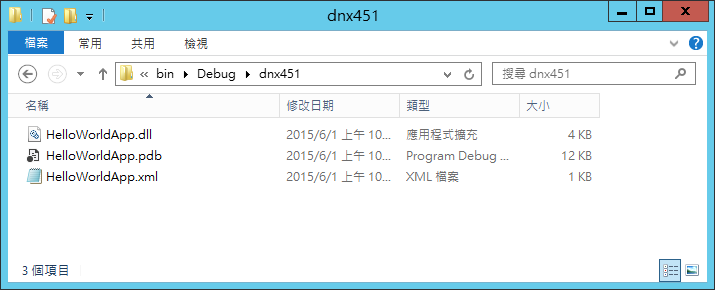 dnx451
檔案 常用 共用 檢視
« bin Debug dnx451 搜尋 dnx451
名稱 修改日期 類型 大小
HelloWorldApp.dll 2015/6/1 上午 10... 應用程式擴充 4 KB
HelloWorldApp.pdb 2015/6/1 上午 10... Program Debug ... 12 KB
HelloWorldApp.xml 2015/6/1 上午 10... XML 檔案 1 KB
3 個項目